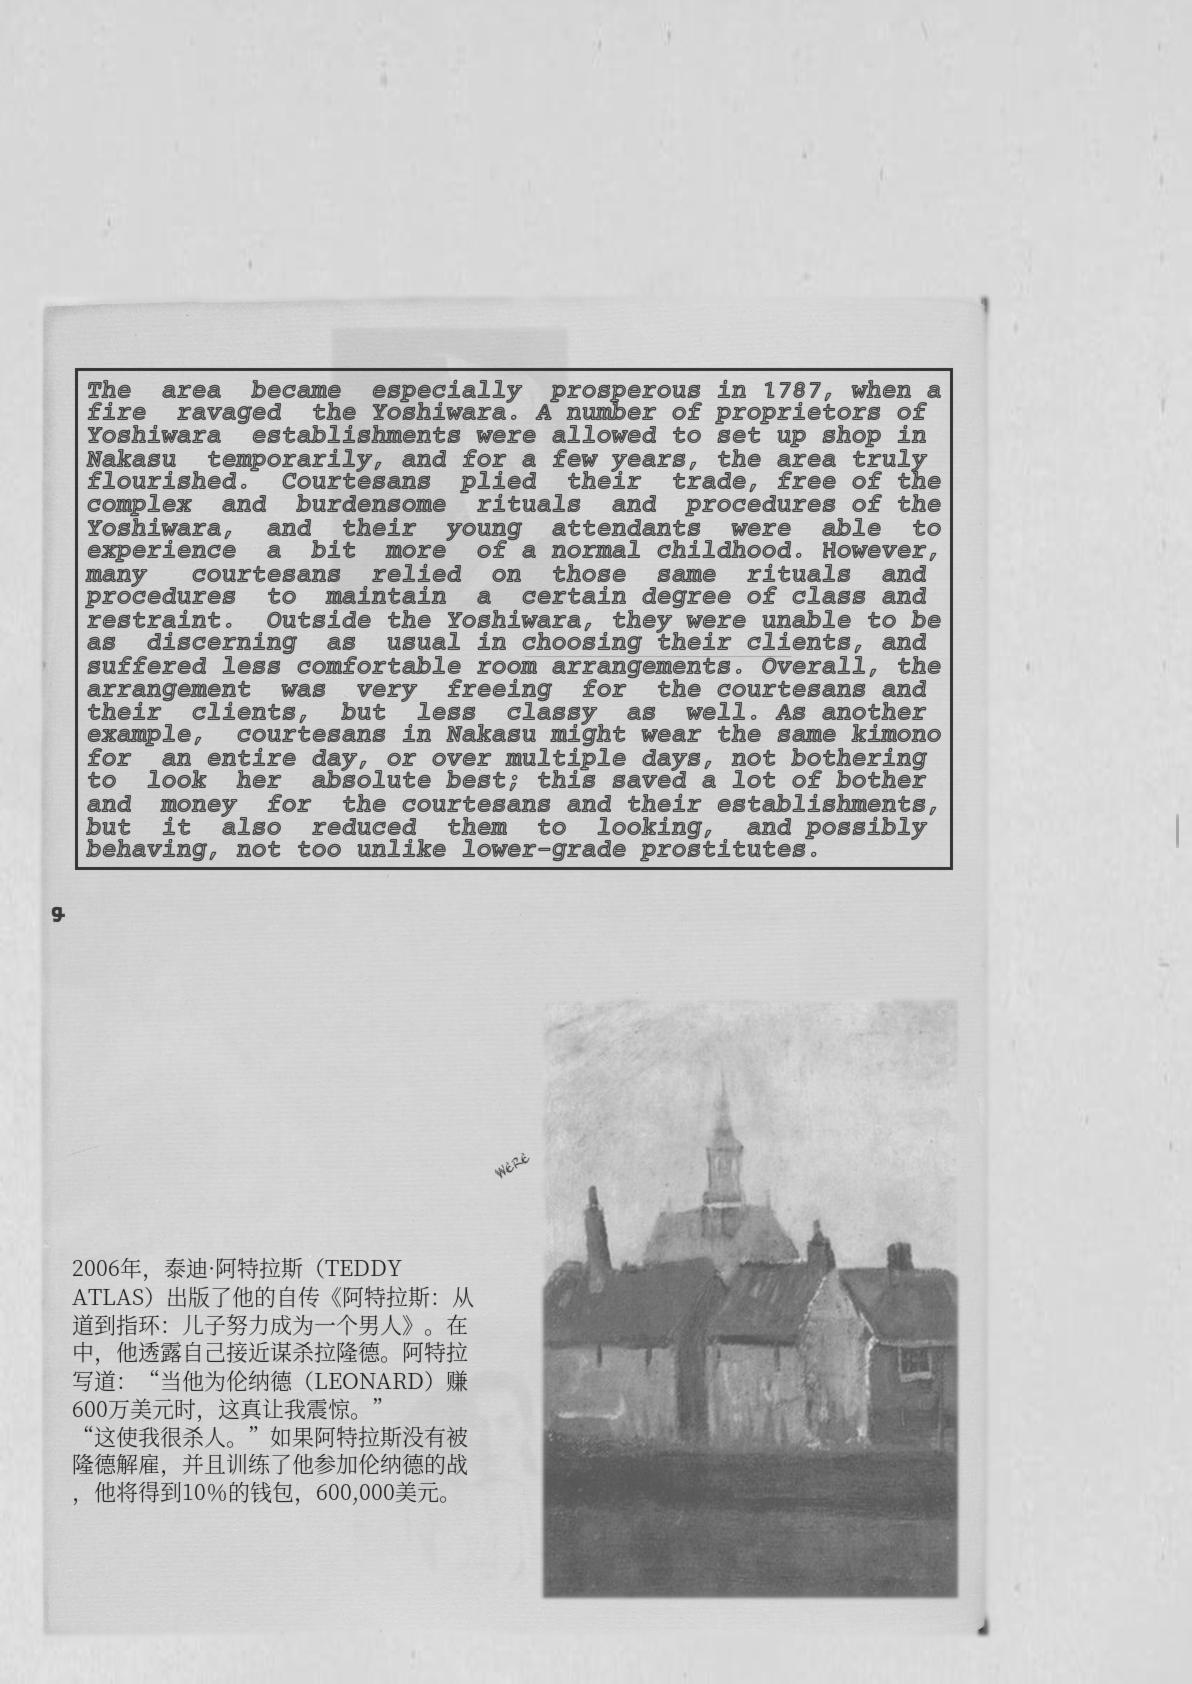 The area became especially prosperous in 1787, when a
fire ravaged the Yoshiwara. A number of proprietors of
Yoshiwara establishments were allowed to set up shop in
Nakasu temporarily, and for a few years, the area truly
flourished. Courtesans plied their trade, free of the
complex and burdensome rituals and procedures of the
Yoshiwara, and their young attendants were able to
experience a bit more of a normal childhood. However,
many courtesans relied on those same rituals and
procedures to maintain a certain degree of class and
restraint. Outside the Yoshiwara, they were unable to be
as discerning as usual in choosing their clients, and
suffered less comfortable room arrangements. Overall, the
arrangement was very freeing for the courtesans and
their clients, but less classy as well. As another
example, courtesans in Nakasu might wear the same kimono
for an entire day, or over multiple days, not bothering
to look her absolute best; this saved a lot of bother
and money for the courtesans and their establishments,
but it also reduced them to looking, and possibly
behaving, not too unlike lower-grade prostitutes.
WERE
2006年，泰迪·阿特拉斯（TEDDY
ATLAS）出版了他的自传《阿特拉斯：从
道到指环：儿子努力成为一个男人》。在
中，他透露自己接近谋杀拉隆德。阿特拉
写道：“当他为伦纳德（LEONARD）赚
600万美元时，这真让我震惊。”
“这使我很杀人。”如果阿特拉斯没有被
隆德解雇，并且训练了他参加伦纳德的战
，他将得到10％的钱包，600,000美元。